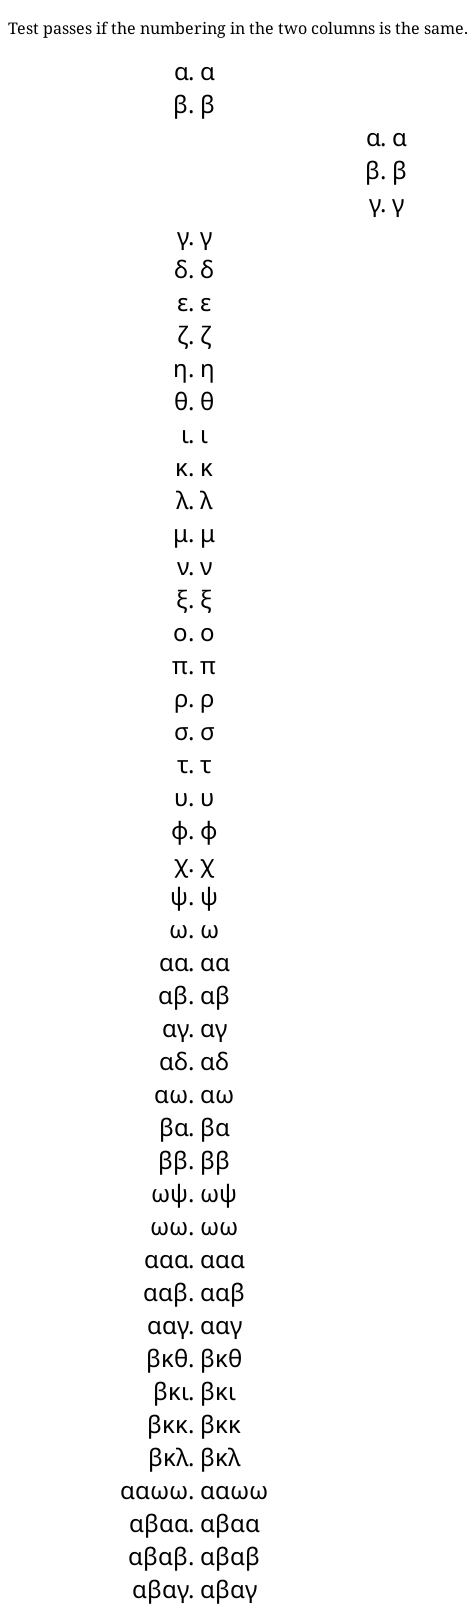 Test passes if the numbering in the two columns is the same.
α. α
β. β
α. α
β. β
γ. γ
γ. γ
δ. δ
ε. ε
ζ. ζ
η. η
θ. θ
ι. ι
κ. κ
λ. λ
μ. μ
ν. ν
ξ. ξ
ο. ο
π. π
ρ. ρ
σ. σ
τ. τ
υ. υ
φ. φ
χ. χ
ψ. ψ
ω. ω
αα. αα
αβ. αβ
αγ. αγ
αδ. αδ
αω. αω
βα. βα
ββ. ββ
ωψ. ωψ
ωω. ωω
ααα. ααα
ααβ. ααβ
ααγ. ααγ
βκθ. βκθ
βκι. βκι
βκκ. βκκ
βκλ. βκλ
ααωω. ααωω
αβαα. αβαα
αβαβ. αβαβ
αβαγ. αβαγ